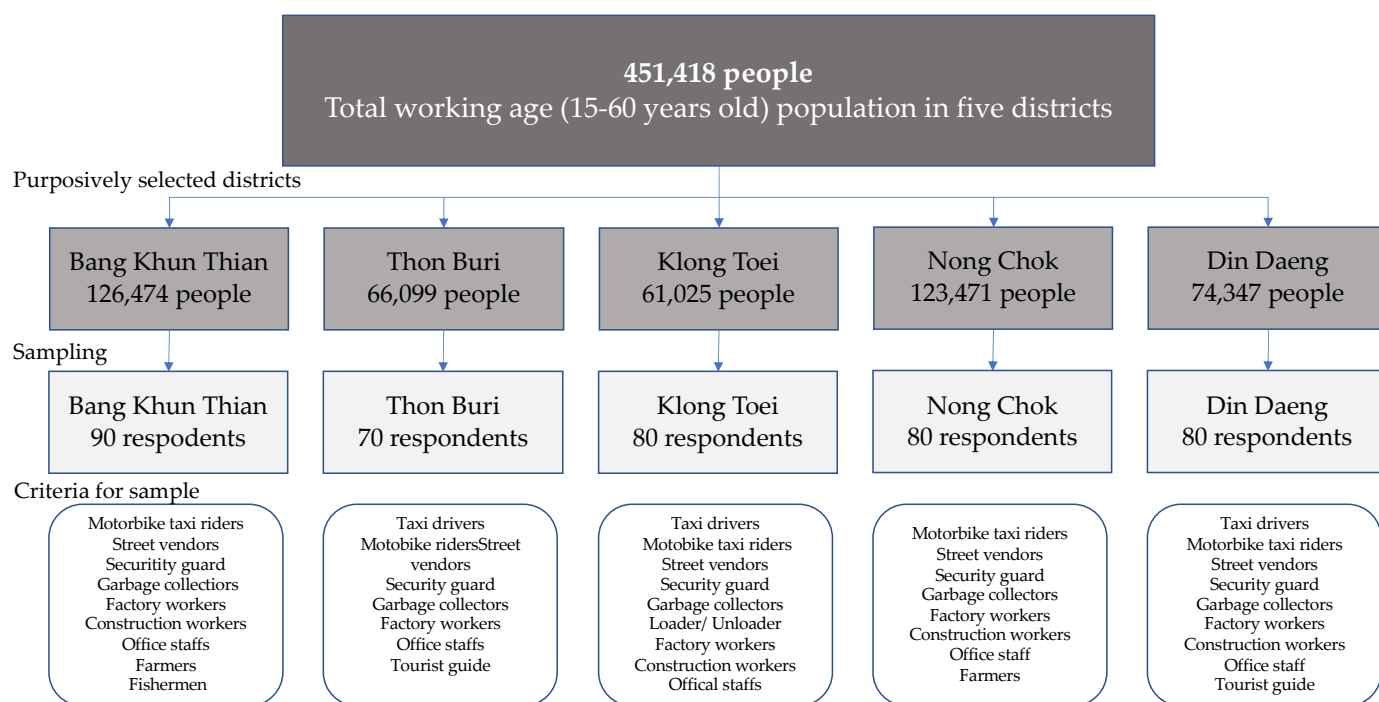 451,418 people
Total working age (15-60 years old) population in five districts
Purposively selected districts
Bang Khun Thian
126,474 people
Thon Buri
66,099 people
Klong Toei
61,025 people
Nong Chok
123,471 people
Din Daeng
74,347 people
Sampling
Bang Khun Thian
90 respodents
Thon Buri
70 respondents
Klong Toei
80 respondents
Nong Chok
80 respondents
Din Daeng
80 respondents
Criteria for sample
Motorbike taxi riders
Street vendors
Securitity guard
Garbage collectiors
Factory workers
Construction workers
Office staffs
Farmers
Fishermen
Taxi drivers
Motobike ridersStreet
vendors
Security guard
Garbage collectors
Factory workers
Office staffs
Tourist guide
Taxi drivers
Motobike taxi riders
Street vendors
Security guard
Garbage collectors
Loader/ Unloader
Factory workers
Construction workers
Offical staffs
Motorbike taxi riders
Street vendors
Security guard
Garbage collectors
Factory workers
Construction workers
Office staff
Farmers
Taxi drivers
Motorbike taxi riders
Street vendors
Security guard
Garbage collectors
Factory workers
Construction workers
Office staff
Tourist guide